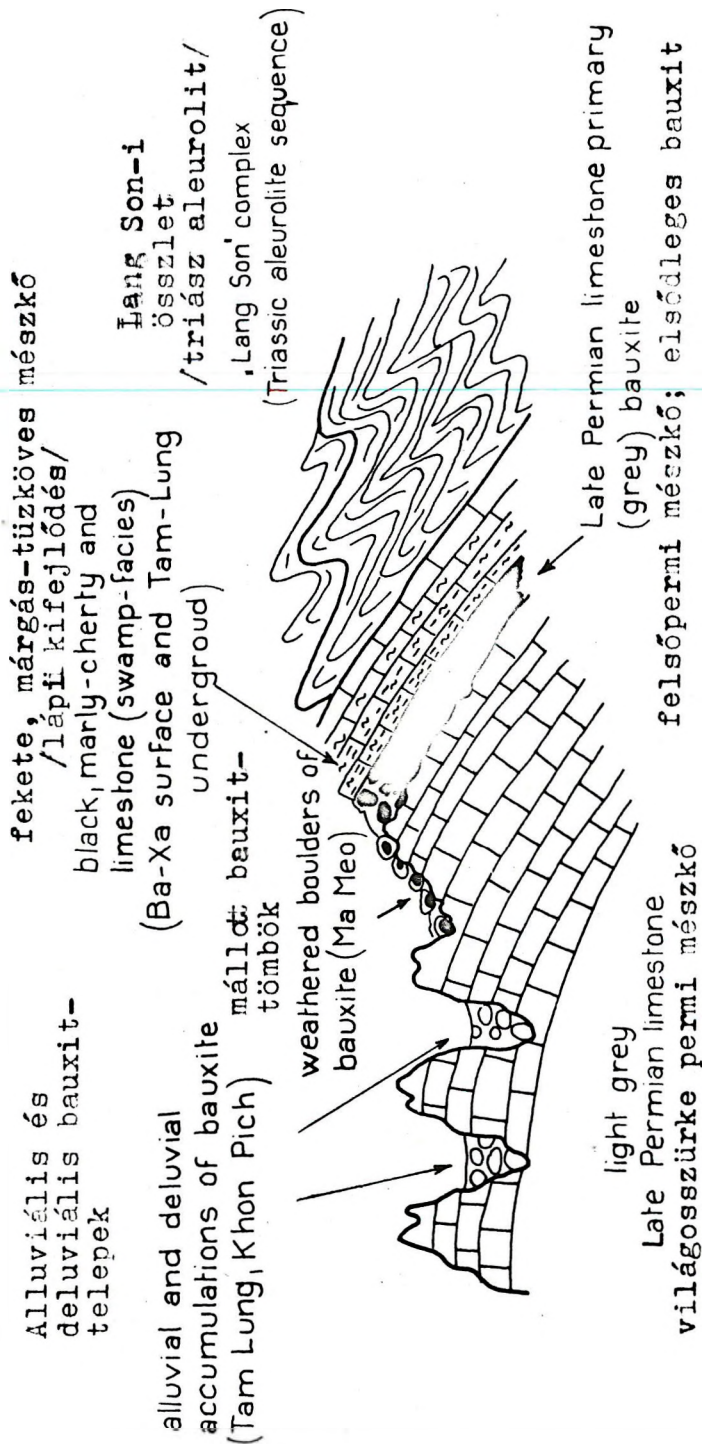 Alluviális és
deluviális bauxit-
telepek
alluvial and deluvial
accumulations of bauxite
(Tam Lung, Khon Pich)
fekete, márgás-tűzköves mészkő
/lápi kifejlődés/
black, marly-cherty and
limestone (swamp-facies)
(Ba-Xa surface and Tam-Lung
undergroud)
mállott bauxit-
tömbök
weathered boulders of
bauxite (Ma Meo)
Lang Son-i
összlet
/triász aleurolit/
'Lang Son' complex
(Triassic aleurolite sequence)
light grey
Late Permian limestone
világosszürke permi mészkő
Late Permian limestone primary
(grey) bauxite
felsőpermi mészkő; elsődleges bauxit